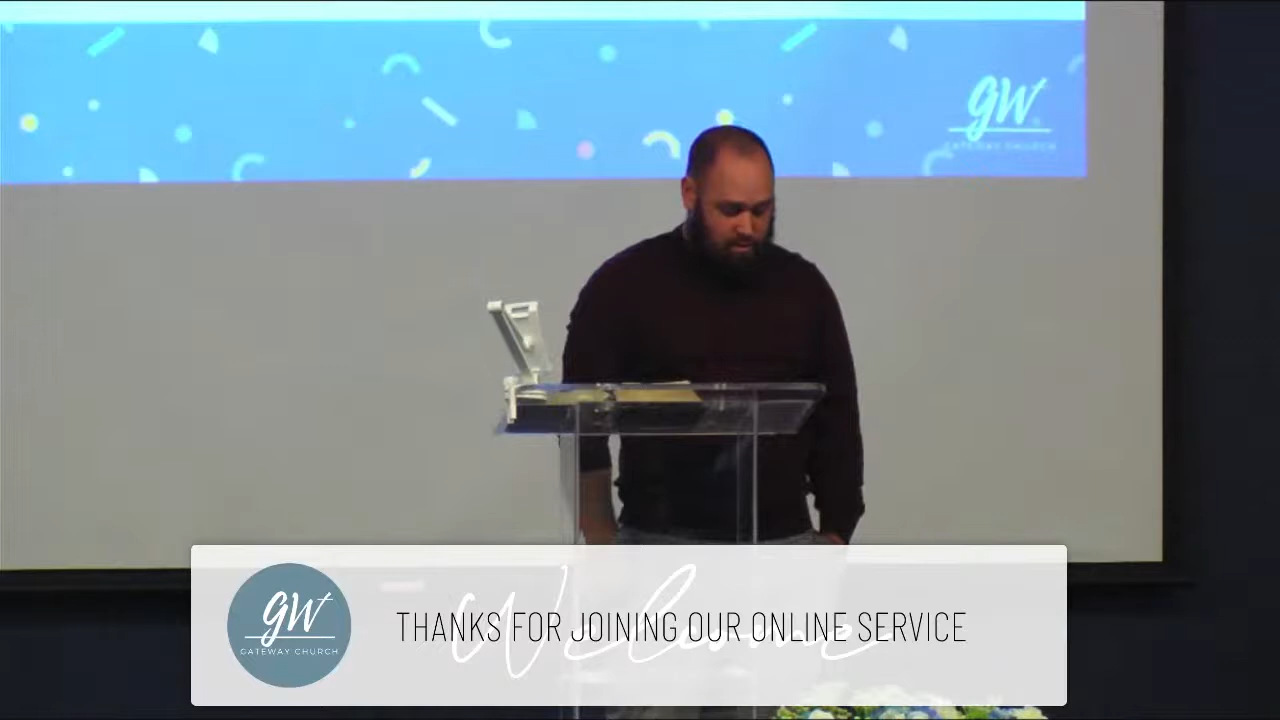 GW
GATEWAY CHURCH
GW
GATEWAY CHURCH
THANKS FOR JOINING OUR ONLINE SERVICE
Welcome